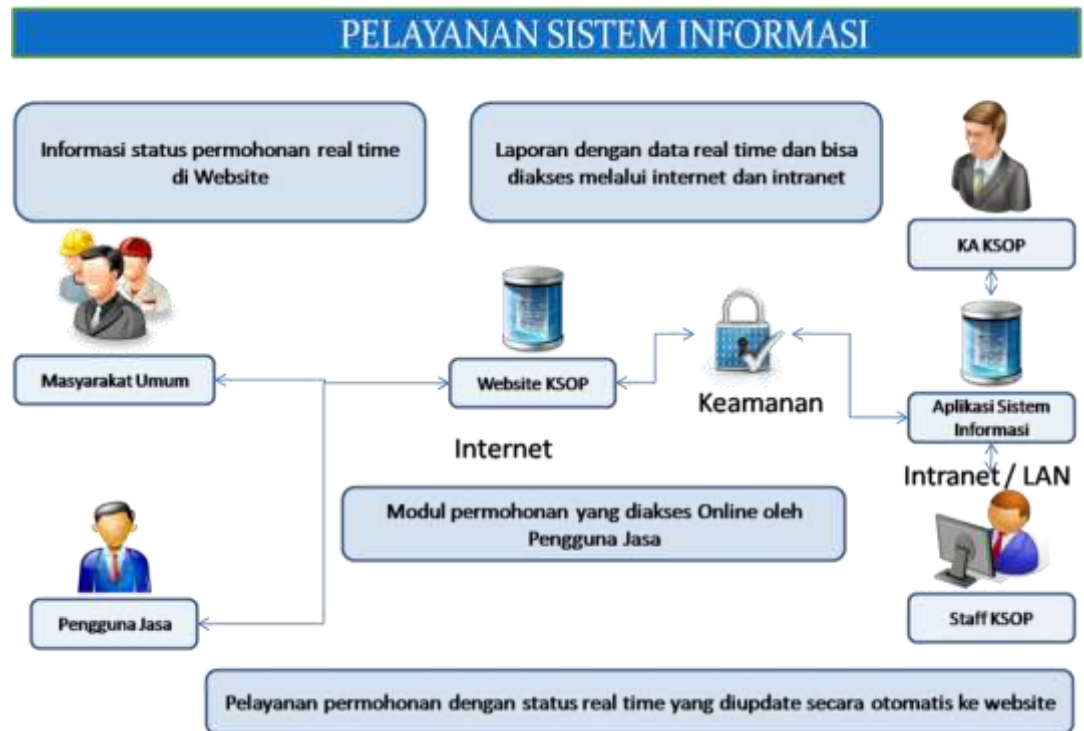 PELAYANAN SISTEM INFORMASI
Informasi status permohonan real time
di Website
Laporan dengan data real time dan bisa
diakses melalui internet dan intranet
KA KSOP
Masyarakat Umum
Website KSOP
Keamanan
Aplikasi Sistem
Informasi
Internet
Intranet / LAN
Modul permohonan yang diakses Online oleh
Pengguna Jasa
Pengguna Jasa
Staff KSOP
Pelayanan permohonan dengan status real time yang diupdate secara otomatis ke website